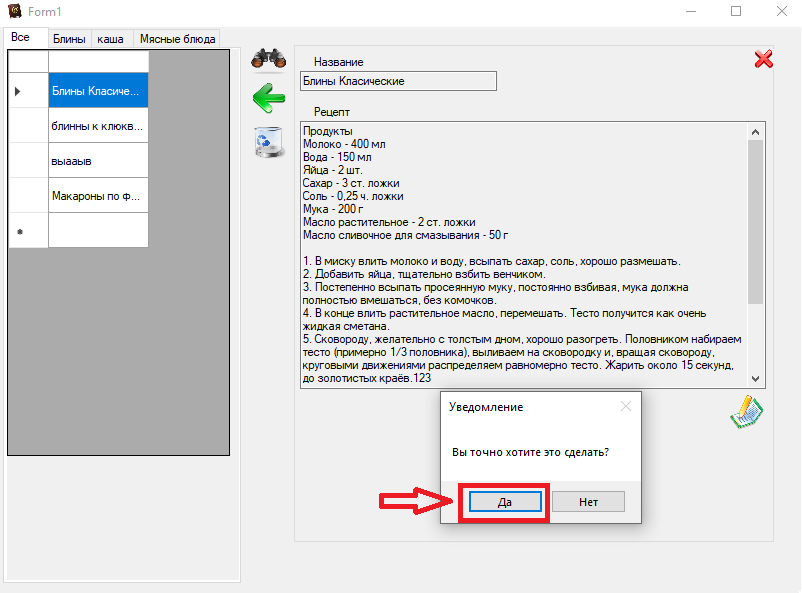 Form1
Все
Блины
каша
Мясные блюда
Блины Класиче...
блинны к клюкв...
выааыв
Макароны по ф...
Название
Блины Класические
Рецепт
Продукты
Молоко - 400 мл
Вода - 150 мл
Яйца - 2 шт.
Сахар - 3 ст. ложки
Соль - 0,25 ч. ложки
Мука - 200 г
Масло растительное - 2 ст. ложки
Масло сливочное для смазывания - 50 г
1. В миску влить молоко и воду, всыпать сахар, соль, хорошо размешать.
2. Добавить яйца, тщательно взбить венчиком.
3. Постепенно всыпать просеянную муку, постоянно взбивая, мука должна
полностью вмешаться, без комочков.
4. В конце влить растительное масло, перемешать. Тесто получится как очень
жидкая сметана.
5. Сковороду, желательно с толстым дном, хорошо разогреть. Половником набираем
тесто (примерно 1/3 половника), выливаем на сковородку и, вращая сковороду,
круговыми движениями распределяем равномерно тесто. Жарить около 15 секунд,
до золотистых краёв.123
Уведомление
Вы точно хотите это сделать?
Да
Нет